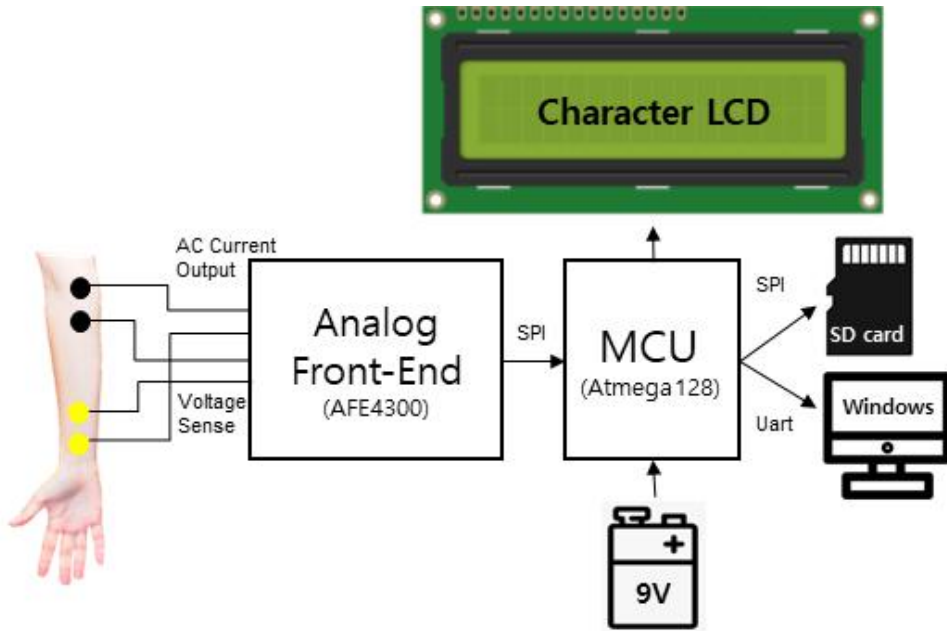 Character LCD
AC Current
Output
Analog
Front-End
(AFE4300)
Voltage
Sense
SPI
MCU
(Atmega128)
SPI
SD card
Uart
Windows
9V